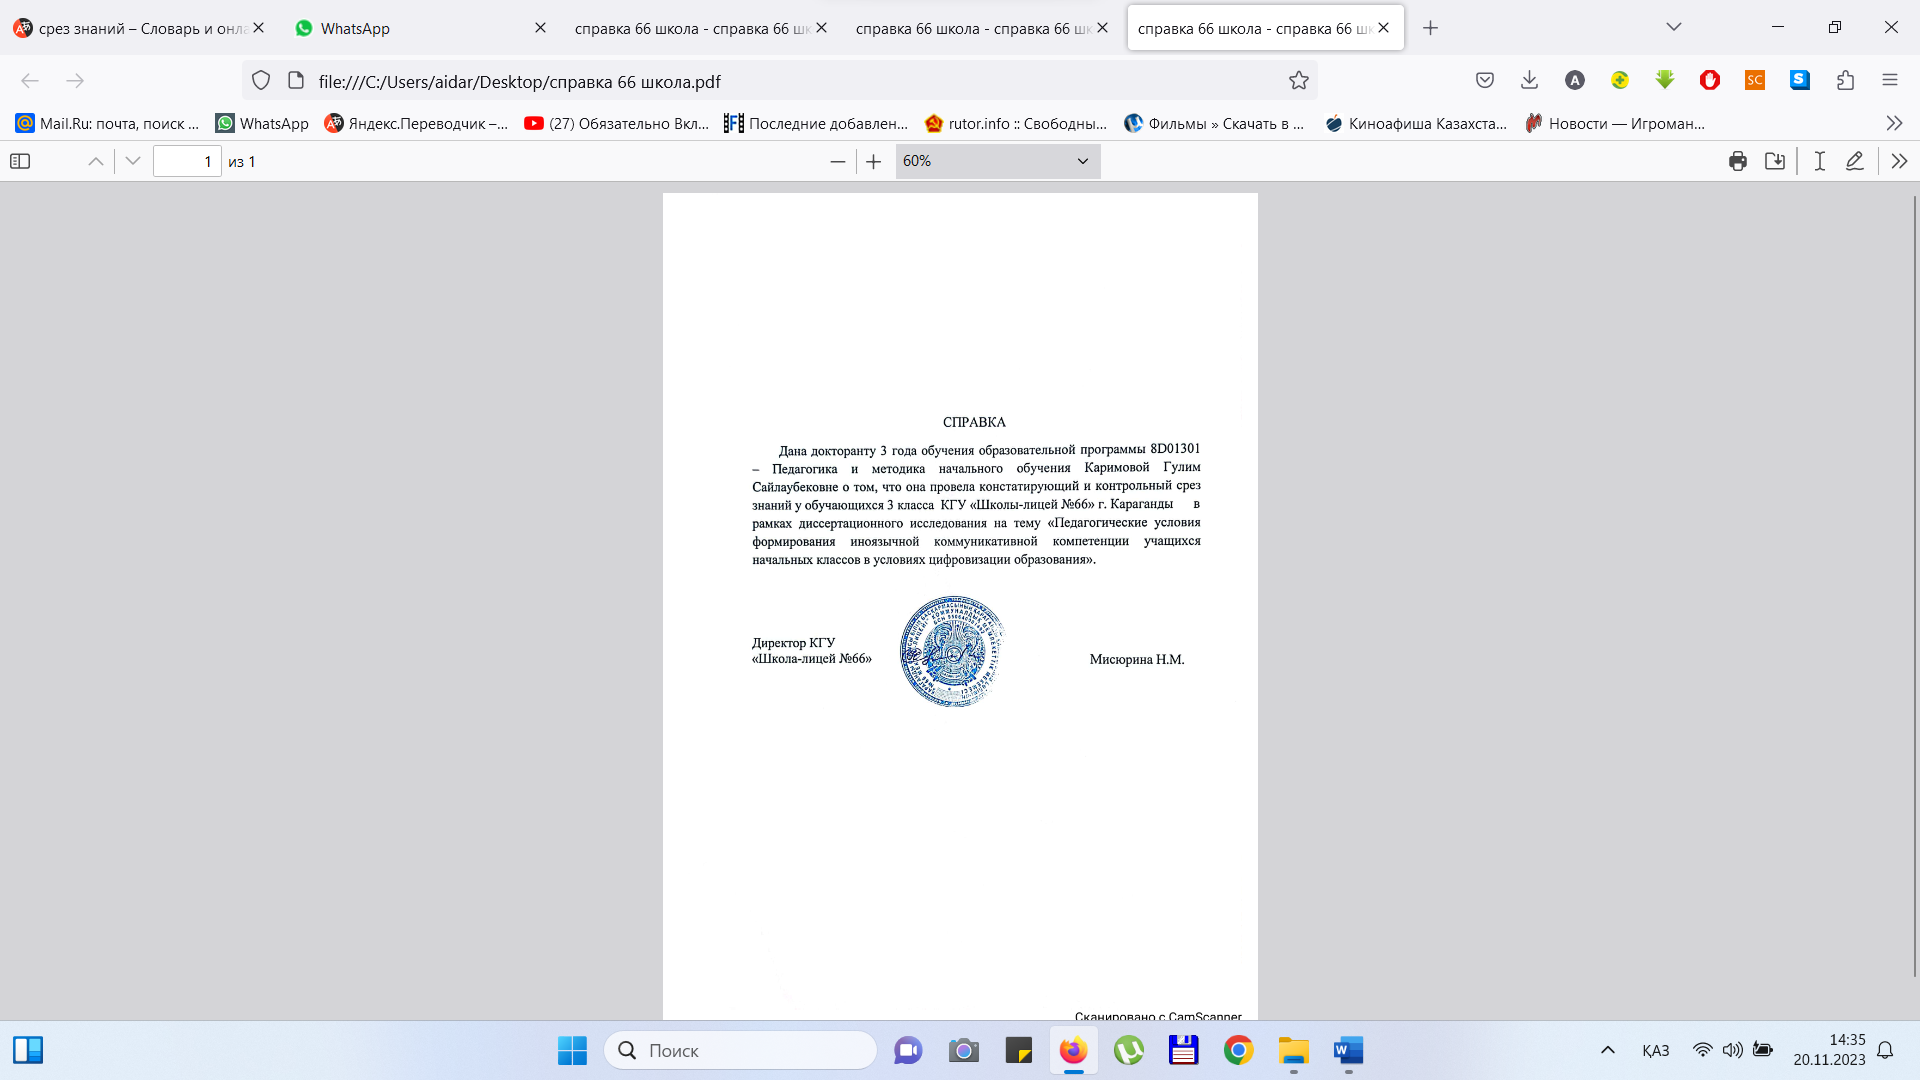 срез знаний – Словарь и онла
WhatsApp
справка 66 школа - справка 66 шк
справка 66 школа - справка 66 шк
справка 66 школа - справка 66 шк
file:///C:/Users/aidar/Desktop/справка 66 школа.pdf
Mail.Ru: почта, поиск ...
WhatsApp
Яндекс.Переводчик –...
(27) Обязательно Вкл...
Последние добавлен...
rutor.info :: Свободны...
Фильмы » Скачать в ...
Киноафиша Казахста...
Новости — Игроман...
1 из 1
60%
СПРАВКА
Дана докторанту 3 года обучения образовательной программы 8D01301
– Педагогика и методика начального обучения Каримовой Гулим
Сайлаубековне о том, что она провела констатирующий и контрольный срез
знаний у обучающихся 3 класса КГУ «Школы-лицей №66» г. Караганды в
рамках диссертационного исследования на тему «Педагогические условия
формирования иноязычной коммуникативной компетенции учащихся
начальных классов в условиях цифровизации образования».
Директор КГУ
«Школа-лицей №66»
Мисюрина Н.М.
Сканировано с CamScanner
Поиск
ҚАЗ
14:35
20.11.2023